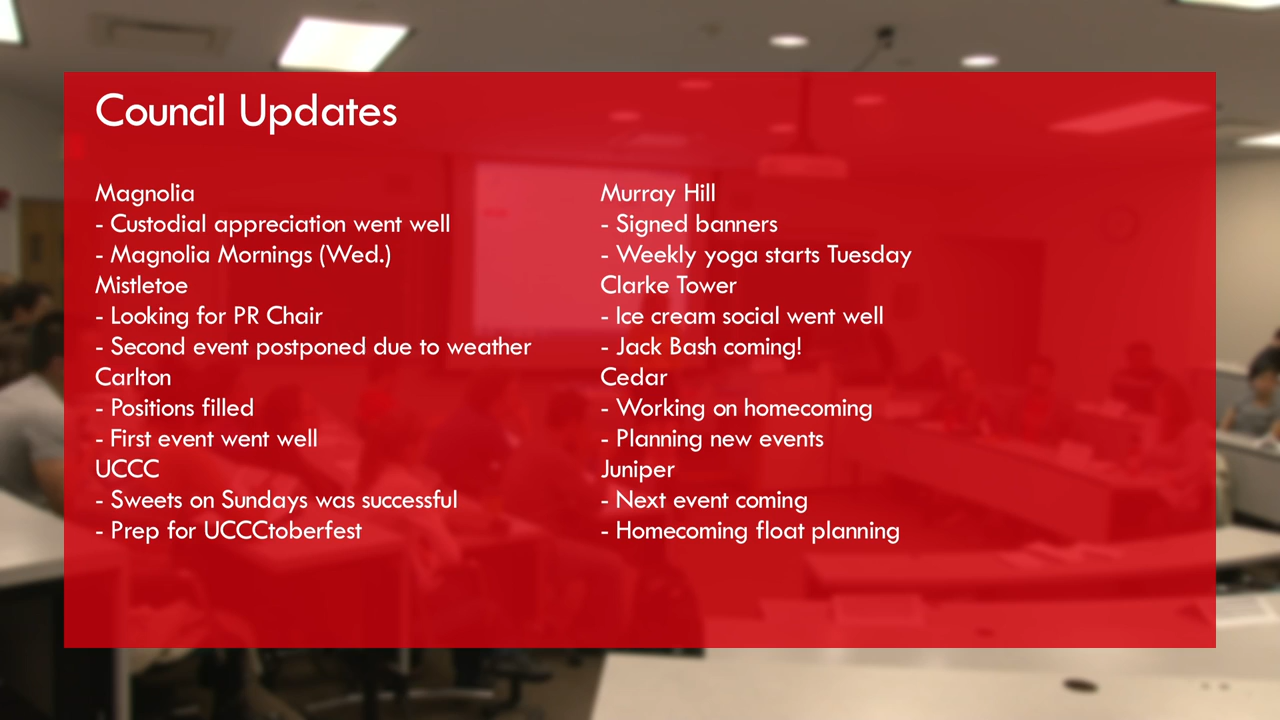 Council Updates
Magnolia
- Custodial appreciation went well
- Magnolia Mornings (Wed.)
Mistletoe
- Looking for PR Chair
- Second event postponed due to weather
Carlton
- Positions filled
- First event went well
UCCC
- Sweets on Sundays was successful
- Prep for UCCCtoberfest
Murray Hill
- Signed banners
- Weekly yoga starts Tuesday
Clarke Tower
- Ice cream social went well
- Jack Bash coming!
Cedar
- Working on homecoming
- Planning new events
Juniper
- Next event coming
- Homecoming float planning